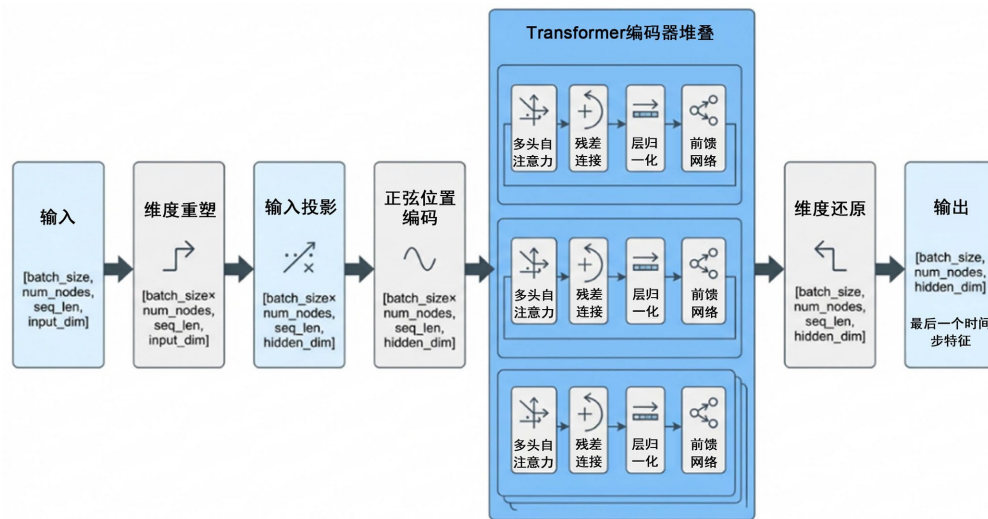 Transformer编码器堆叠
多头自
注意力
残差
连接
层归
一化
前馈
网络
输入
[batch_size,
num_nodes,
seq_len,
input_dim]
维度重塑
[batch_size×
num_nodes,
seq_len,
input_dim]
输入投影
[batch_size×
num_nodes,
seq_len,
hidden_dim]
正弦位置
编码
[batch_size×
num_nodes,
seq_len,
hidden_dim]
多头自
注意力
残差
连接
层归
一化
前馈
网络
多头自
注意力
残差
连接
层归
一化
前馈
网络
维度还原
[batch_size,
num_nodes,
seq_len,
hidden_dim]
输出
[batch_size,
num_nodes,
hidden_dim]
最后一个时间
步特征